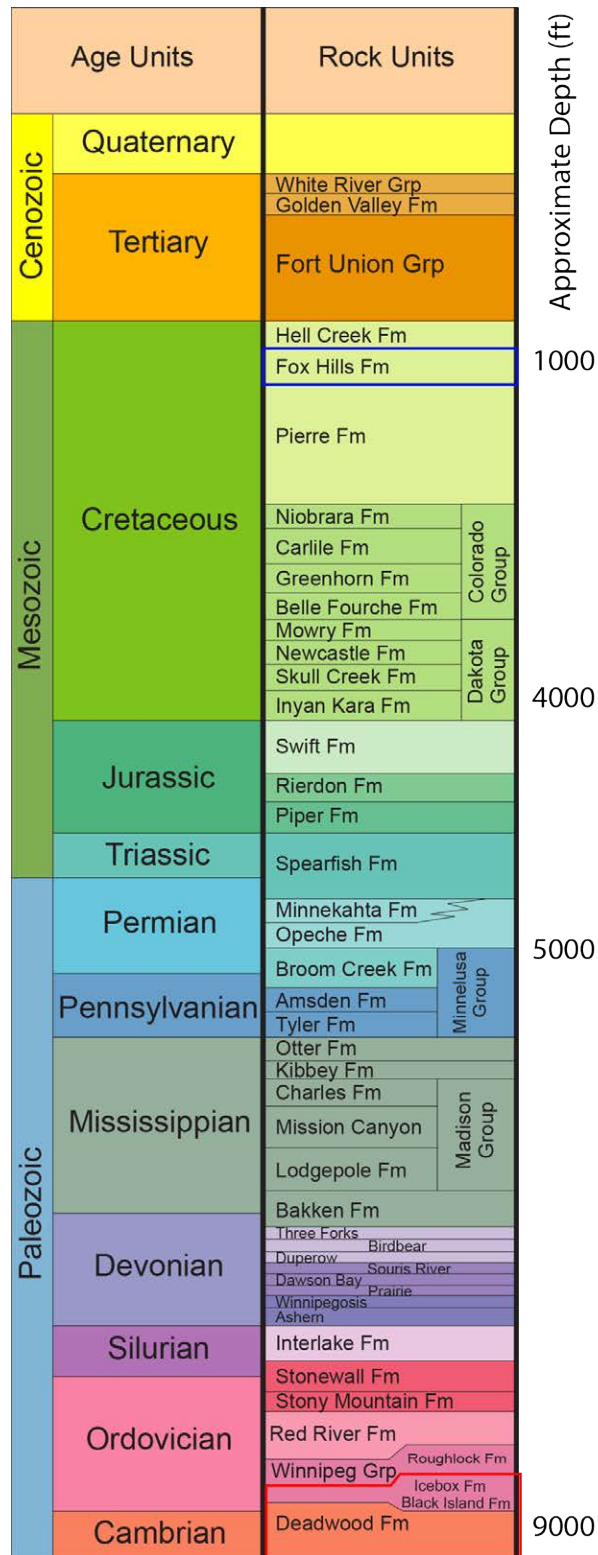 Age Units
Rock Units
Approximate Depth (ft)
Cenozoic
Quaternary
Tertiary
White River Grp
Golden Valley Fm
Fort Union Grp
Mesozoic
Cretaceous
Hell Creek Fm
Fox Hills Fm
1000
Pierre Fm
Niobrara Fm
Carlile Fm
Greenhorn Fm
Belle Fourche Fm
Colorado
Group
Mowry Fm
Newcastle Fm
Skull Creek Fm
Inyan Kara Fm
Dakota
Group
4000
Jurassic
Swift Fm
Rierdon Fm
Piper Fm
Triassic
Spearfish Fm
Paleozoic
Permian
Minnekahta Fm
Opeche Fm
5000
Broom Creek Fm
Pennsylvanian
Amsden Fm
Tyler Fm
Minnelusa
Group
Mississippian
Otter Fm
Kibbey Fm
Charles Fm
Mission Canyon
Lodgepole Fm
Madison
Group
Bakken Fm
Devonian
Three Forks
Birdbear
Duperow
Souris River
Dawson Bay
Prairie
Winnipegosis
Ashern
Silurian
Interlake Fm
Ordovician
Stonewall Fm
Stony Mountain Fm
Red River Fm
Roughlock Fm
Winnipeg Grp
Icebox Fm
Black Island Fm
Cambrian
Deadwood Fm
9000